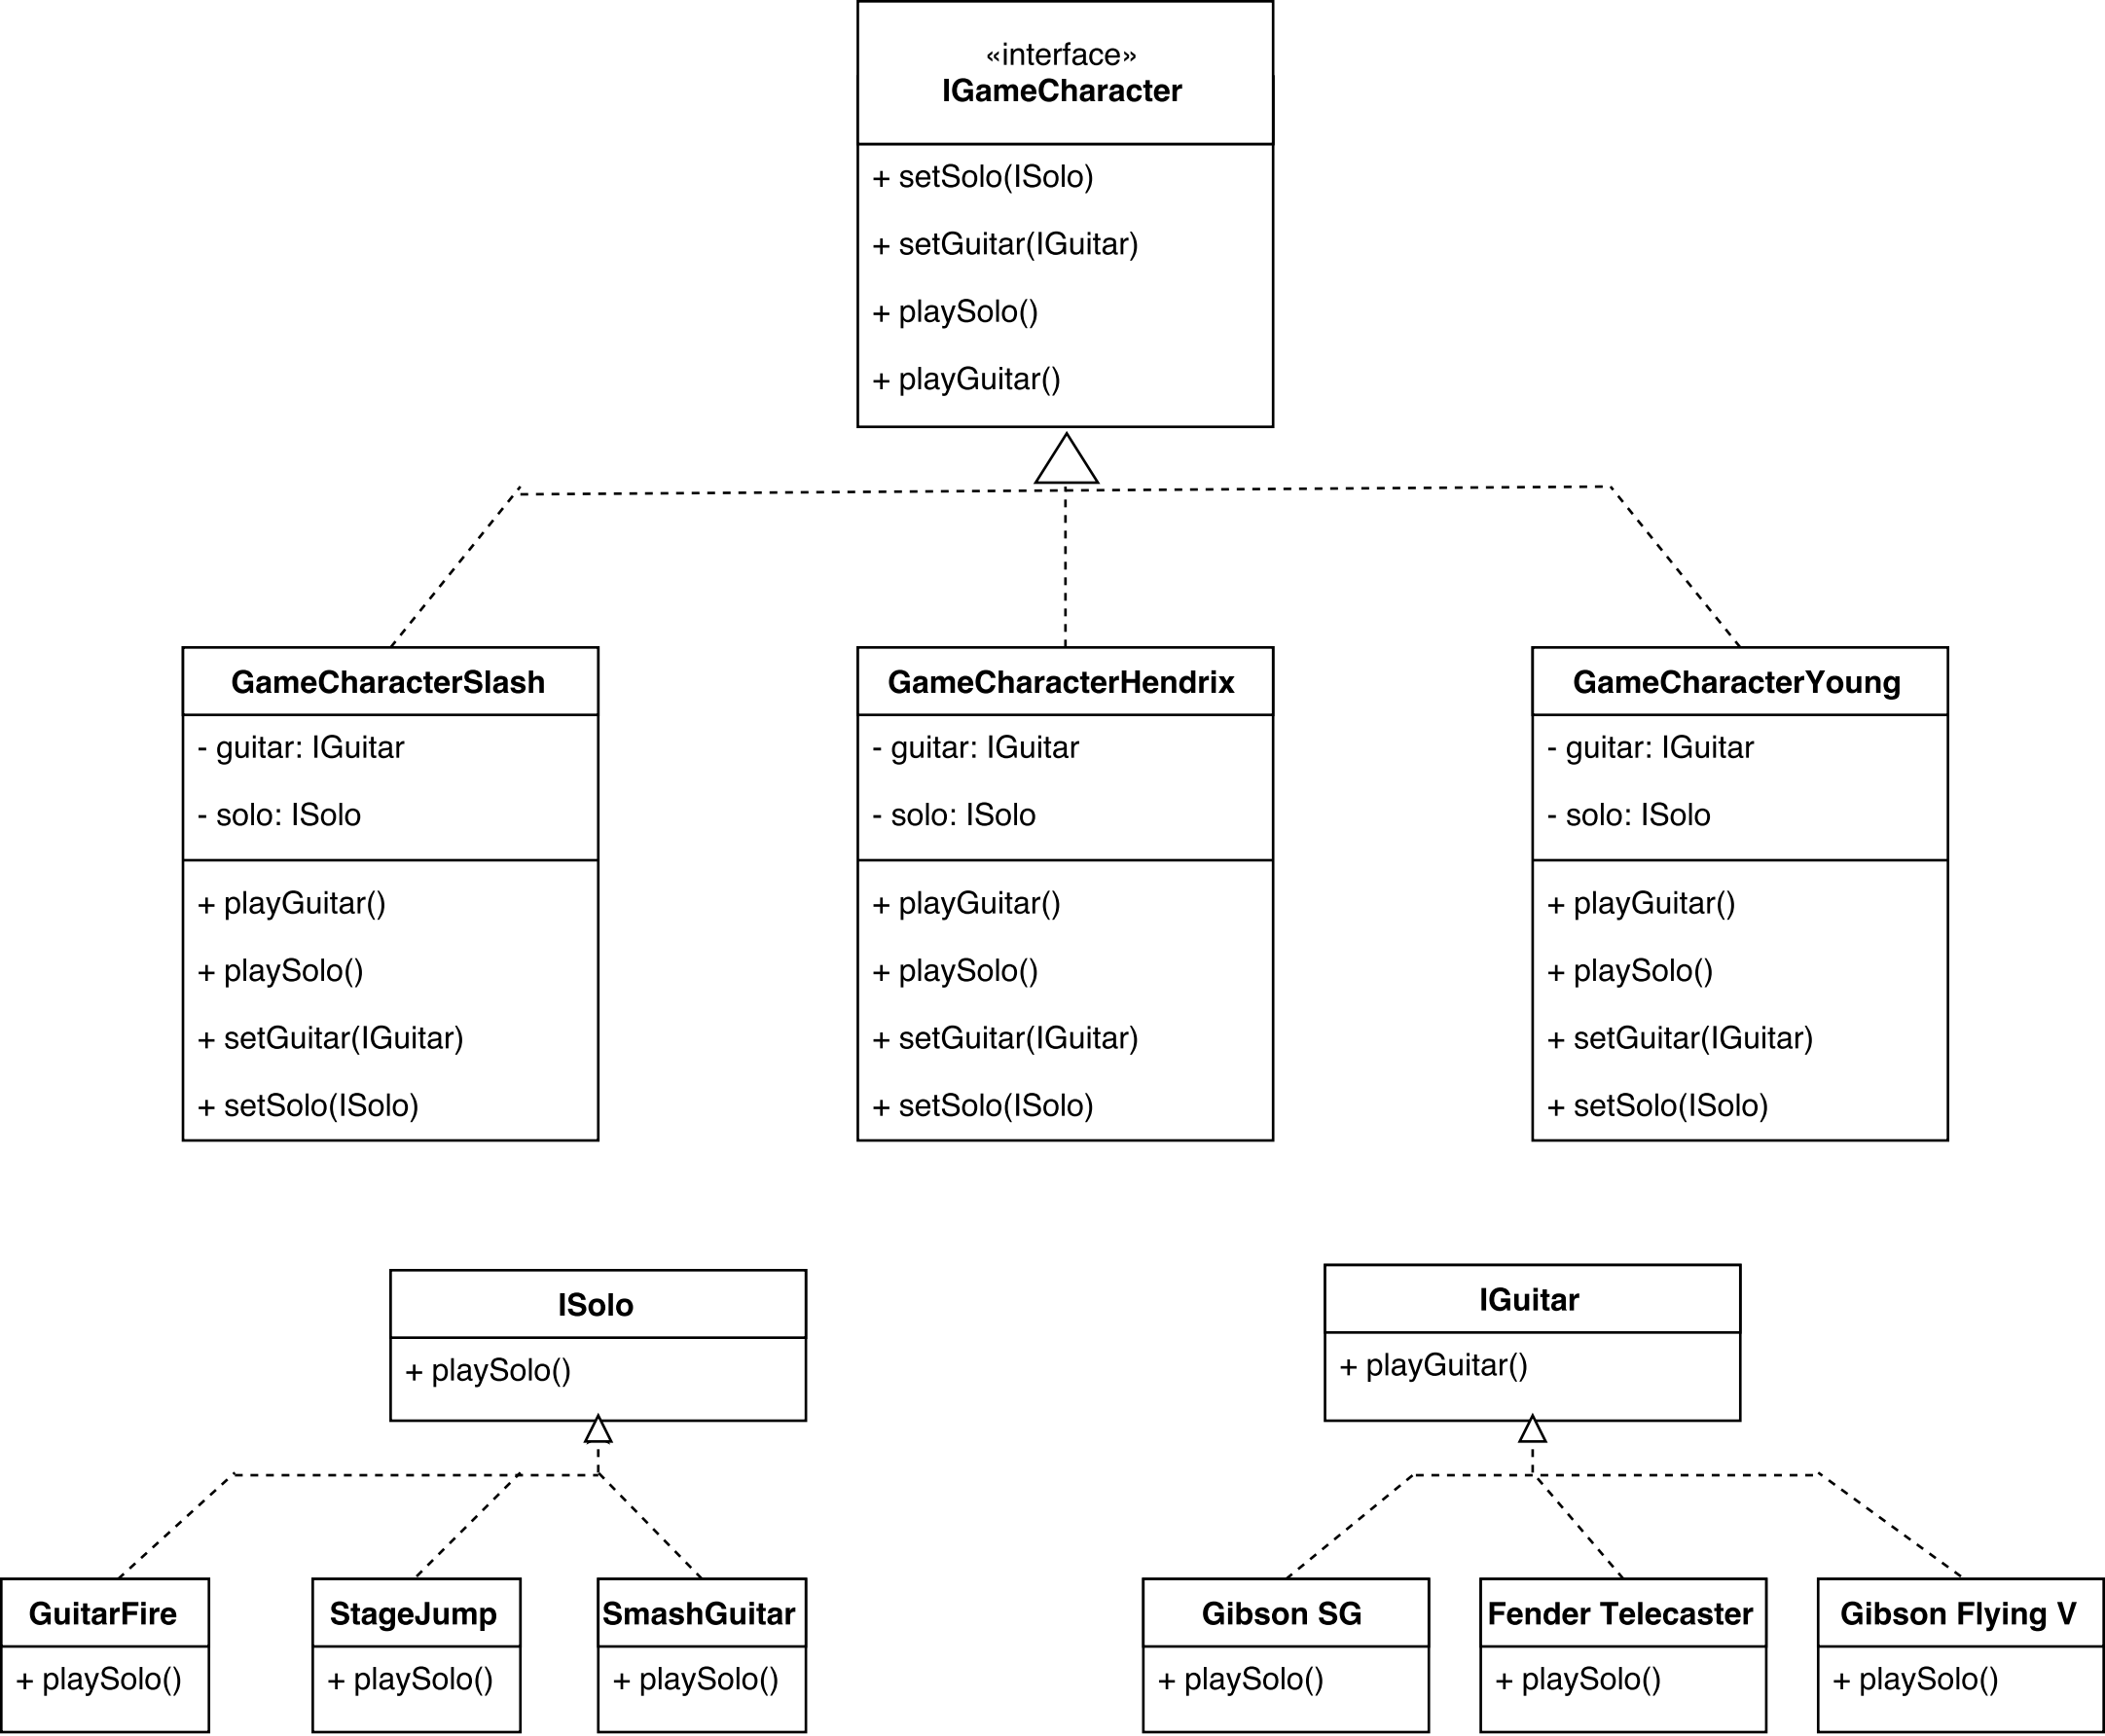 «interface»
IGameCharacter
+ setSolo(ISolo)
+ setGuitar(IGuitar)
+ playSolo()
+ playGuitar()
GameCharacterSlash
- guitar: IGuitar
- solo: ISolo
+ playGuitar()
+ playSolo()
+ setGuitar(IGuitar)
+ setSolo(ISolo)
GameCharacterHendrix
- guitar: IGuitar
- solo: ISolo
+ playGuitar()
+ playSolo()
+ setGuitar(IGuitar)
+ setSolo(ISolo)
GameCharacterYoung
- guitar: IGuitar
- solo: ISolo
+ playGuitar()
+ playSolo()
+ setGuitar(IGuitar)
+ setSolo(ISolo)
ISolo
+ playSolo()
IGuitar
+ playGuitar()
GuitarFire
+ playSolo()
StageJump
+ playSolo()
SmashGuitar
+ playSolo()
Gibson SG
+ playSolo()
Fender Telecaster
+ playSolo()
Gibson Flying V
+ playSolo()